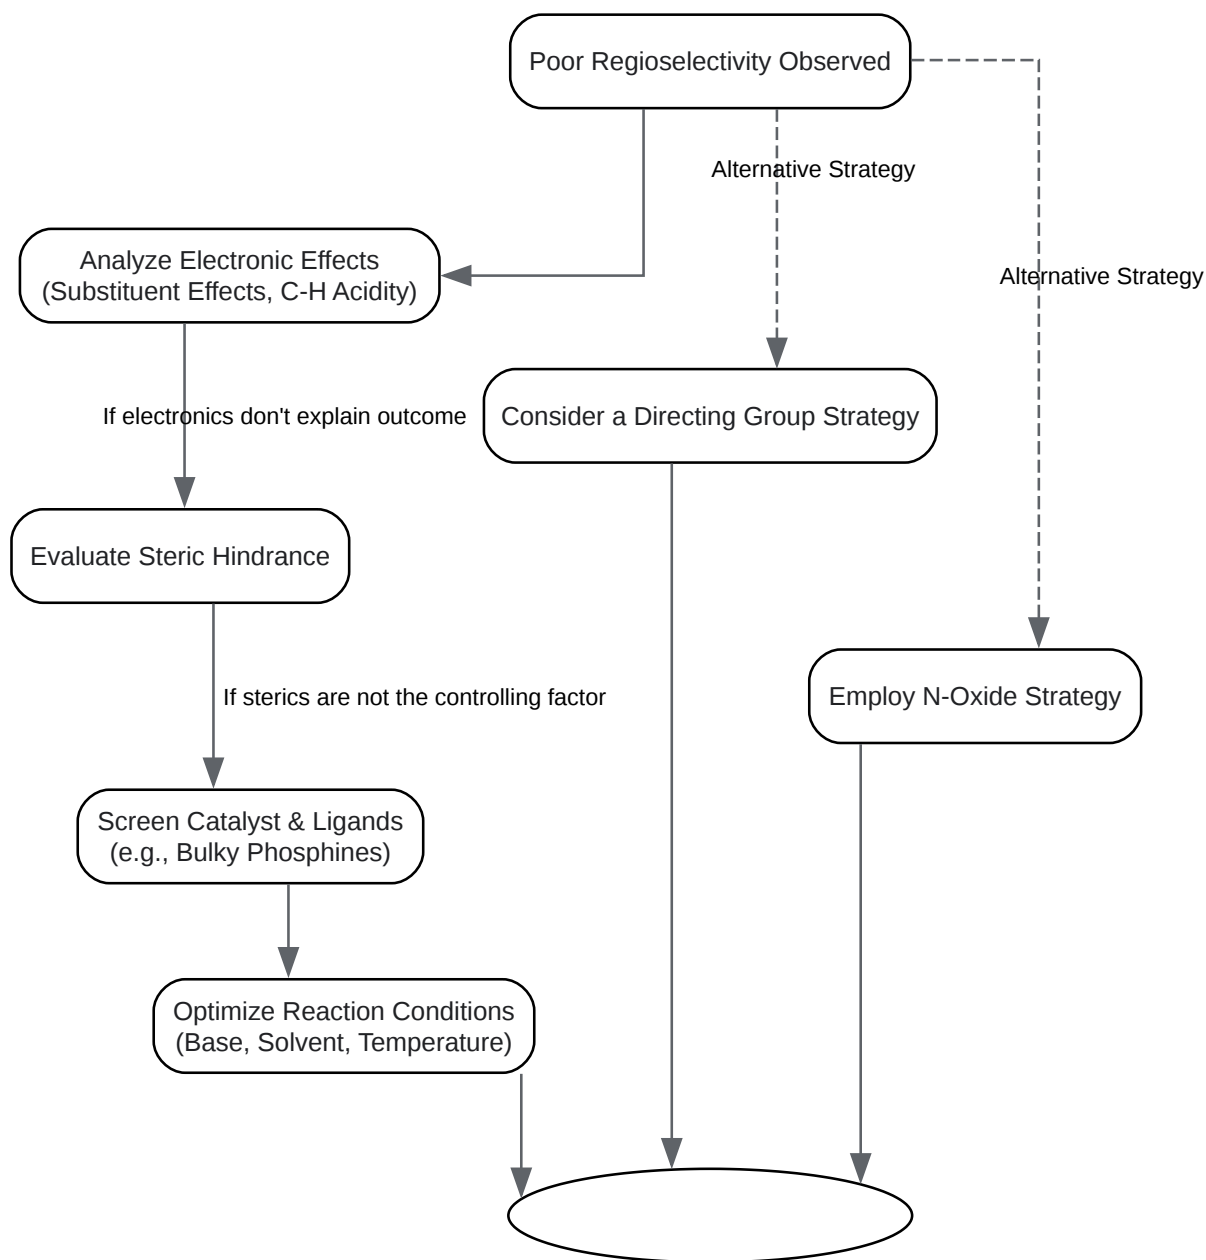 Poor Regioselectivity Observed
Alternative Strategy
Analyze Electronic Effects
(Substituent Effects, C-H Acidity)
Alternative Strategy
If electronics don't explain outcome
Consider a Directing Group Strategy
Evaluate Steric Hindrance
If sterics are not the controlling factor
Employ N-Oxide Strategy
Screen Catalyst & Ligands
(e.g., Bulky Phosphines)
Optimize Reaction Conditions
(Base, Solvent, Temperature)